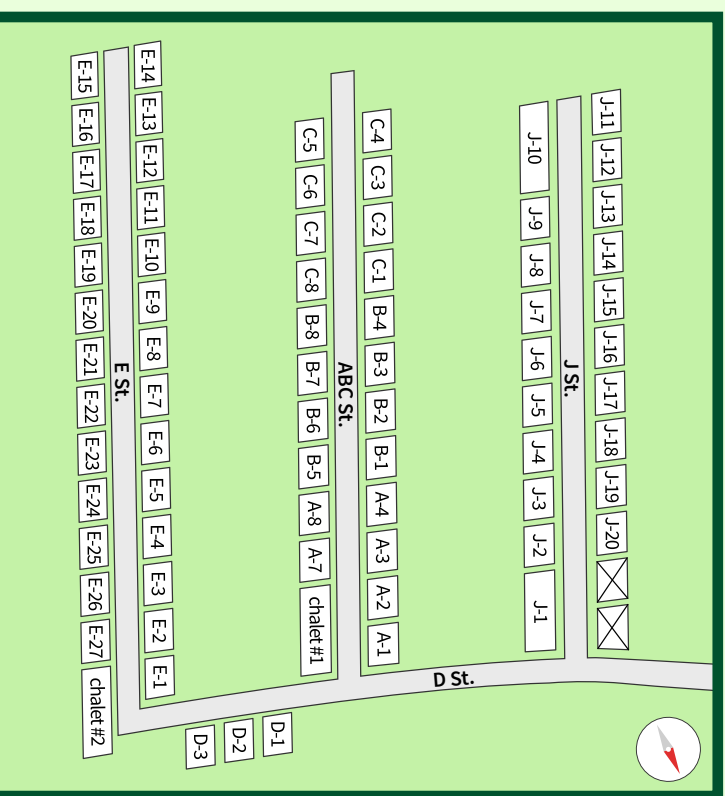 E-15
E-16
E-17
E-18
E-19
E-20
E-21
E-22
E-23
E-24
E-25
E-26
E-27
chalet #2
E St.
E-14
E-13
E-12
E-11
E-10
E-9
E-8
E-7
E-6
E-5
E-4
E-3
E-2
E-1
C-5
C-6
C-7
C-8
B-8
B-7
B-6
B-5
A-8
A-7
chalet #1
ABC St.
C-4
C-3
C-2
C-1
B-4
B-3
B-2
B-1
A-4
A-3
A-2
A-1
J-10
J-9
J-8
J-7
J-6
J-5
J-4
J-3
J-2
J-1
J St.
J-11
J-12
J-13
J-14
J-15
J-16
J-17
J-18
J-19
J-20
D St.
D-3
D-2
D-1